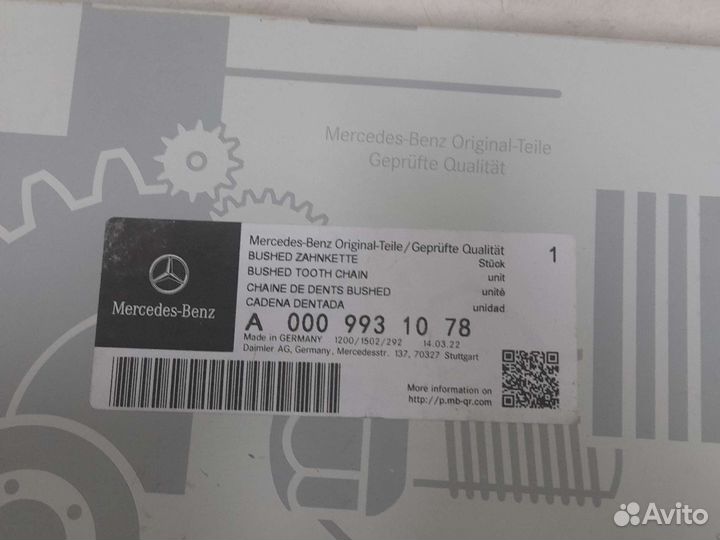 Mercedes-Benz Original-Teile
Geprüfte Qualität
Mercedes-Benz
Mercedes-Benz Original-Teile/Geprüfte Qualität 1
BUSHED ZAHNKETTE Stück
BUSHED TOOTH CHAIN unit
CHAINE DE DENTS BUSHED unité
CADENA DENTADA unidad
A 000 993 10 78
Made in GERMANY 1200/1502/292 14.03.22
Daimler AG, Germany, Mercedesstr. 137, 70327 Stuttgart
More information on
http://p.mb-qr.com
Avito